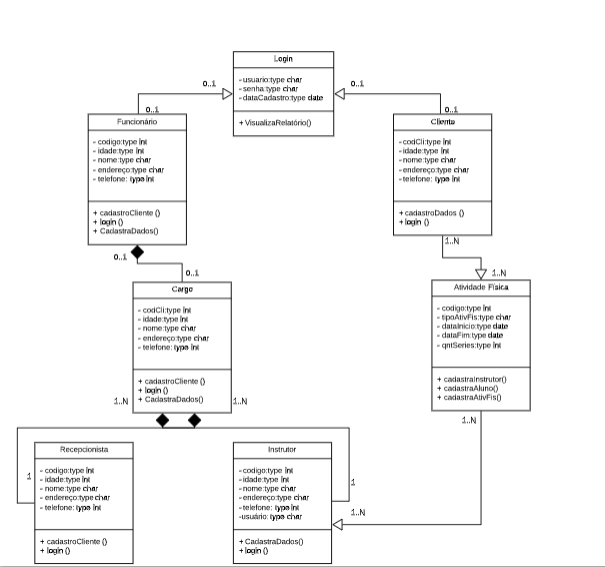 Login
-usuario:type char
-senha:type char
-dataCadastro:type date
+ VisualizaRelatório()
0..1
0..1
0..1
0..1
Funcionário
- codigo:type int
- idade:type int
- nome:type char
- endereço:type char
- telefone: type int
+ cadastroCliente ()
+ login ()
+ CadastraDados()
Cliente
- codCli:type int
- idade:type int
- nome:type char
- endereço:type char
- telefone: type int
+ cadastroDados ()
+ login ()
0..1
0..1
1..N
1..N
Cargo
- codCli:type int
- idade:type int
- nome:type char
- endereço:type char
- telefone: type int
+ cadastroCliente ()
+ login ()
+ CadastraDados()
Atividade Física
- codigo:type int
- tipoAtivFis:type char
- dataInicio:type date
- dataFim:type date
- qntSeries:type int
+ cadastraInstrutor()
+ cadastraAluno()
+ cadastraAtivFis()
1..N
1..N
1..N
Recepcionista
- codigo:type int
- idade:type int
- nome:type char
- endereço:type char
- telefone: type int
+ cadastroCliente ()
+ login ()
1
Instrutor
- codigo:type int
- idade:type int
- nome:type char
- endereço:type char
- telefone: type int
-usuário: type char
+ CadastraDados()
+ login ()
1
1..N